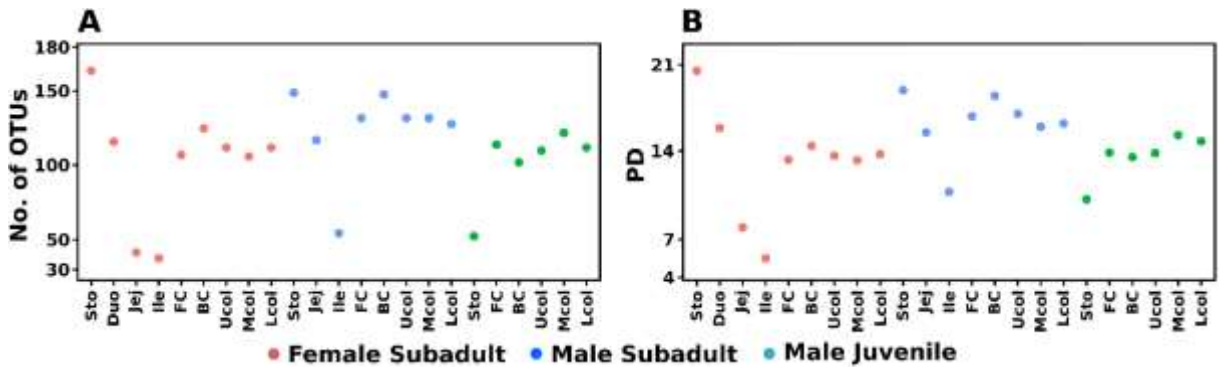 A
B
No. of OTUs
180
150
100
50
30
Sto Duo Jej Ile FC BC Ucol Mcol Lcol Sto Jej Ile FC BC Ucol Mcol Lcol Sto FC BC Ucol Mcol Lcol
PD
21
14
7
4
Sto Duo Jej Ile FC BC Ucol Mcol Lcol Sto Jej Ile FC BC Ucol Mcol Lcol Sto FC BC Ucol Mcol Lcol
Female Subadult Male Subadult Male Juvenile